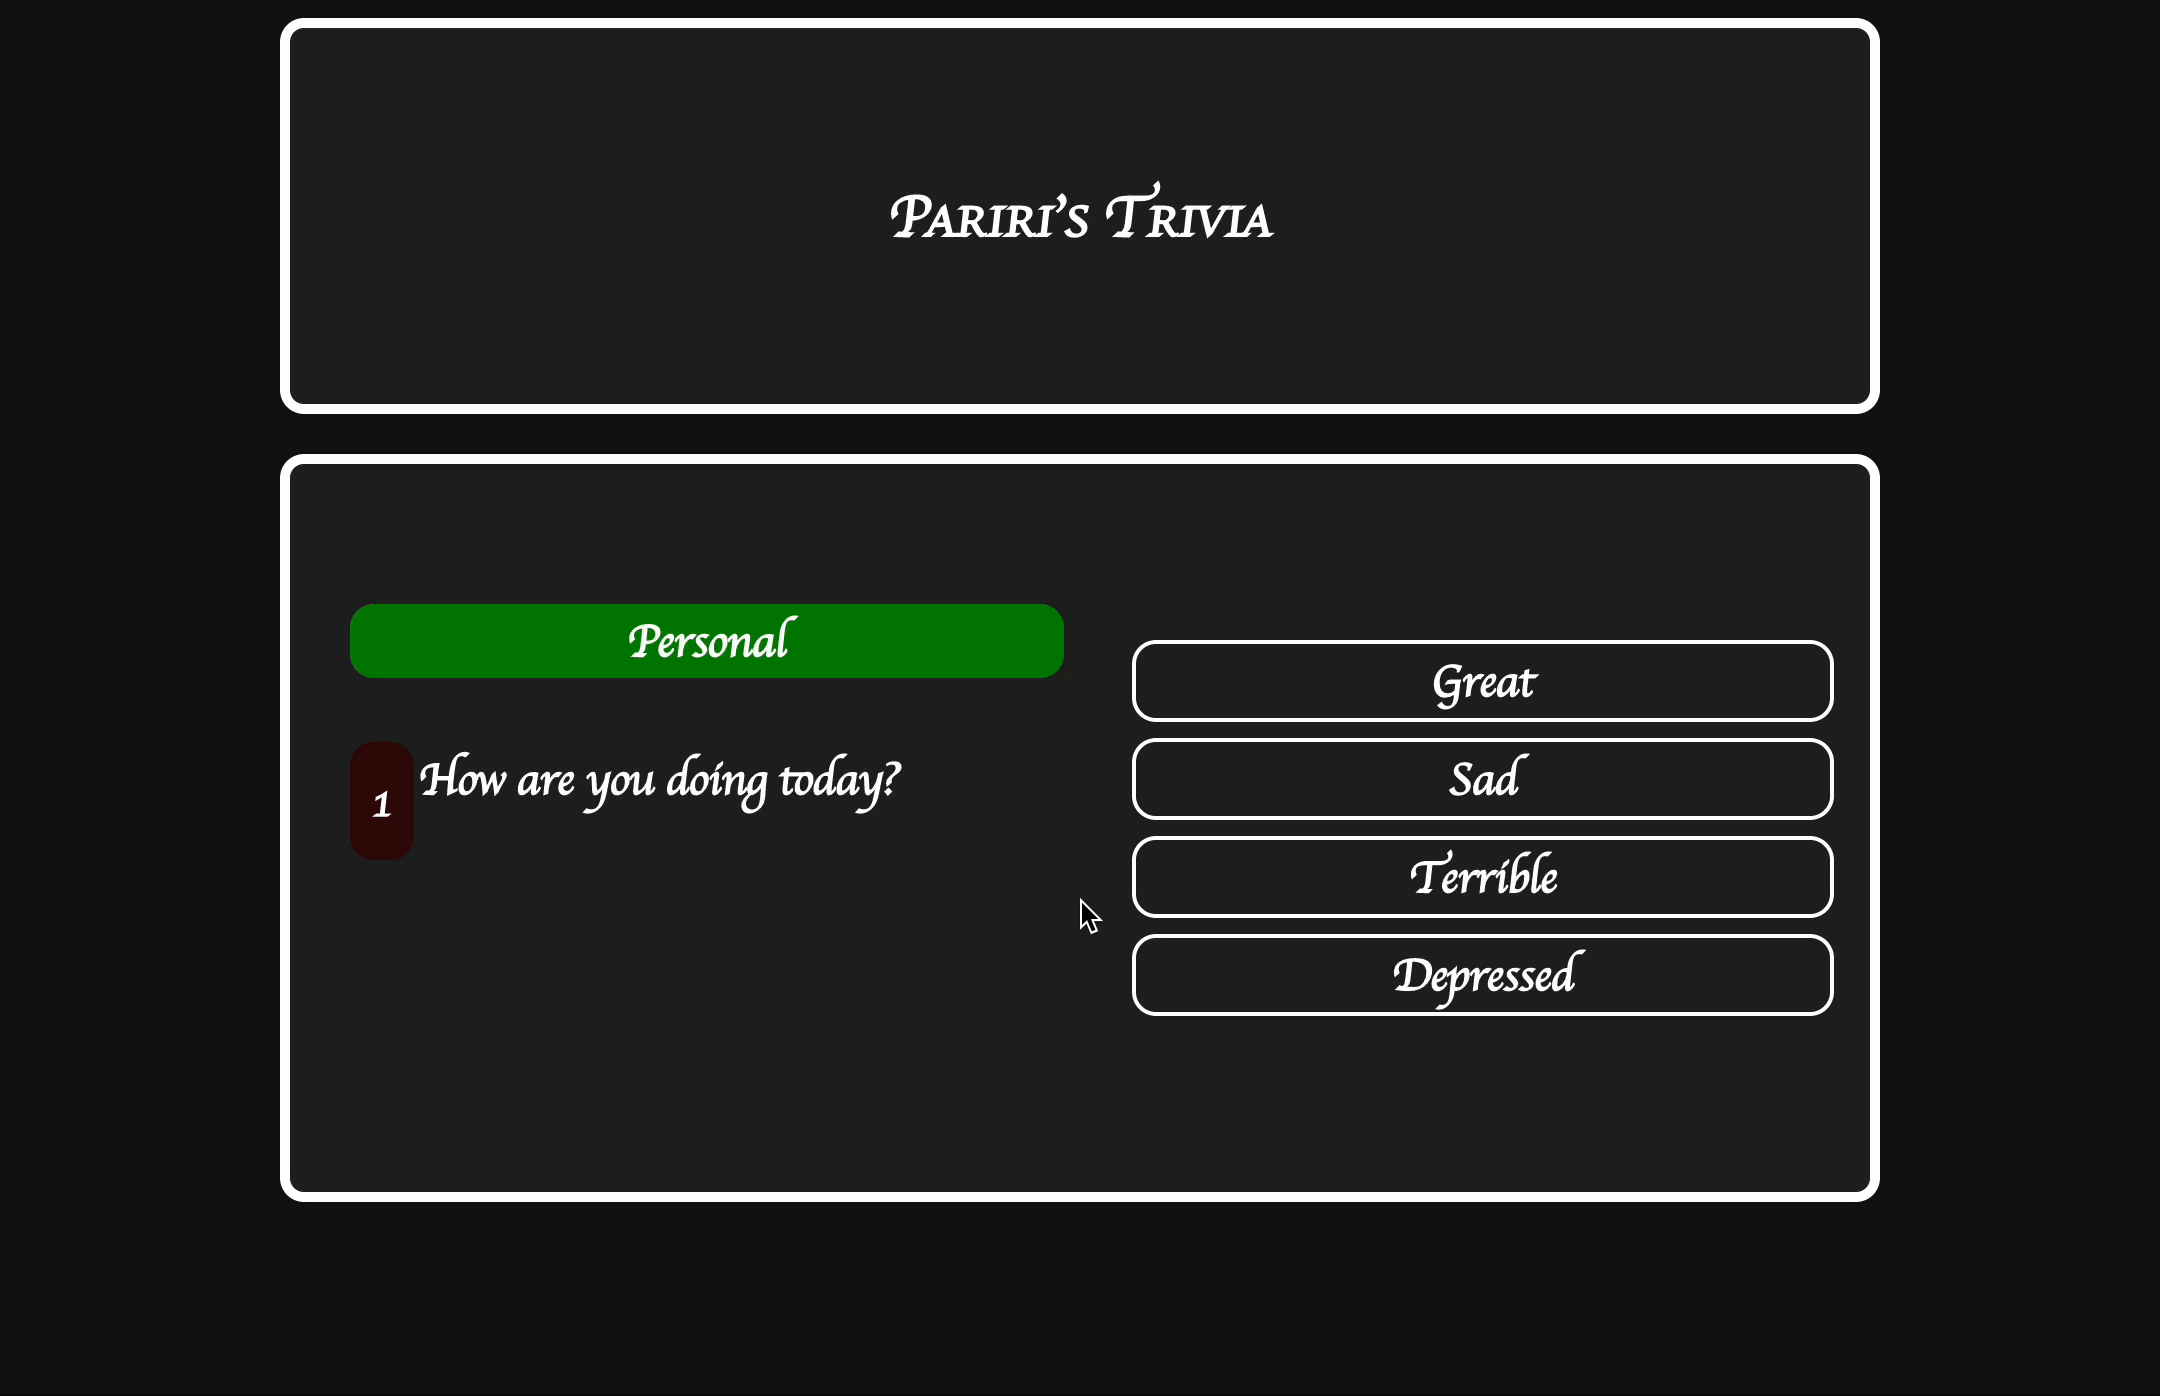 Pariri's Trivia
Personal
1
How are you doing today?
Great
Sad
Terrible
Depressed